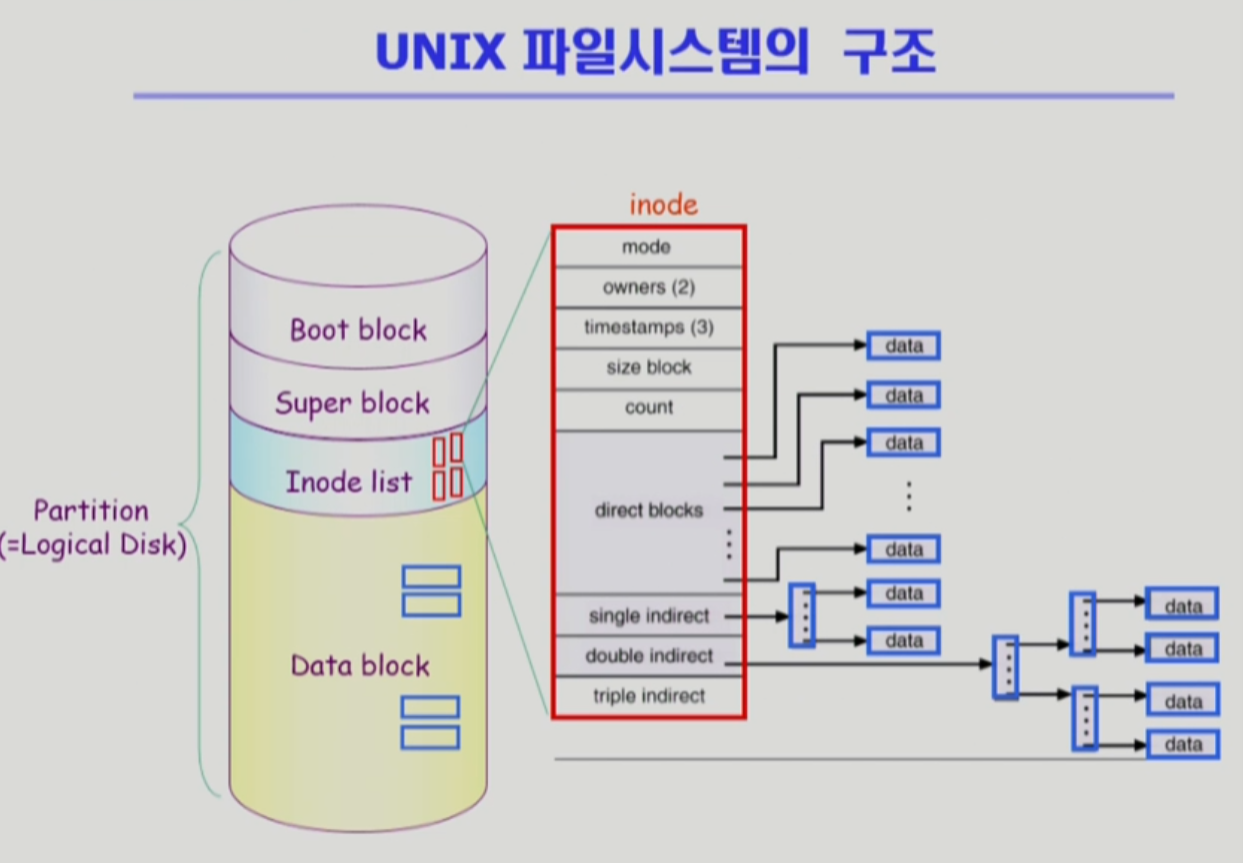 UNIX 파일시스템의 구조
Partition
(=Logical Disk)
Boot block
Super block
Inode list
Data block
inode
mode
owners (2)
timestamps (3)
size block
count
direct blocks
single indirect
double indirect
triple indirect
data
data
data
data
data
data
data
data
data
data